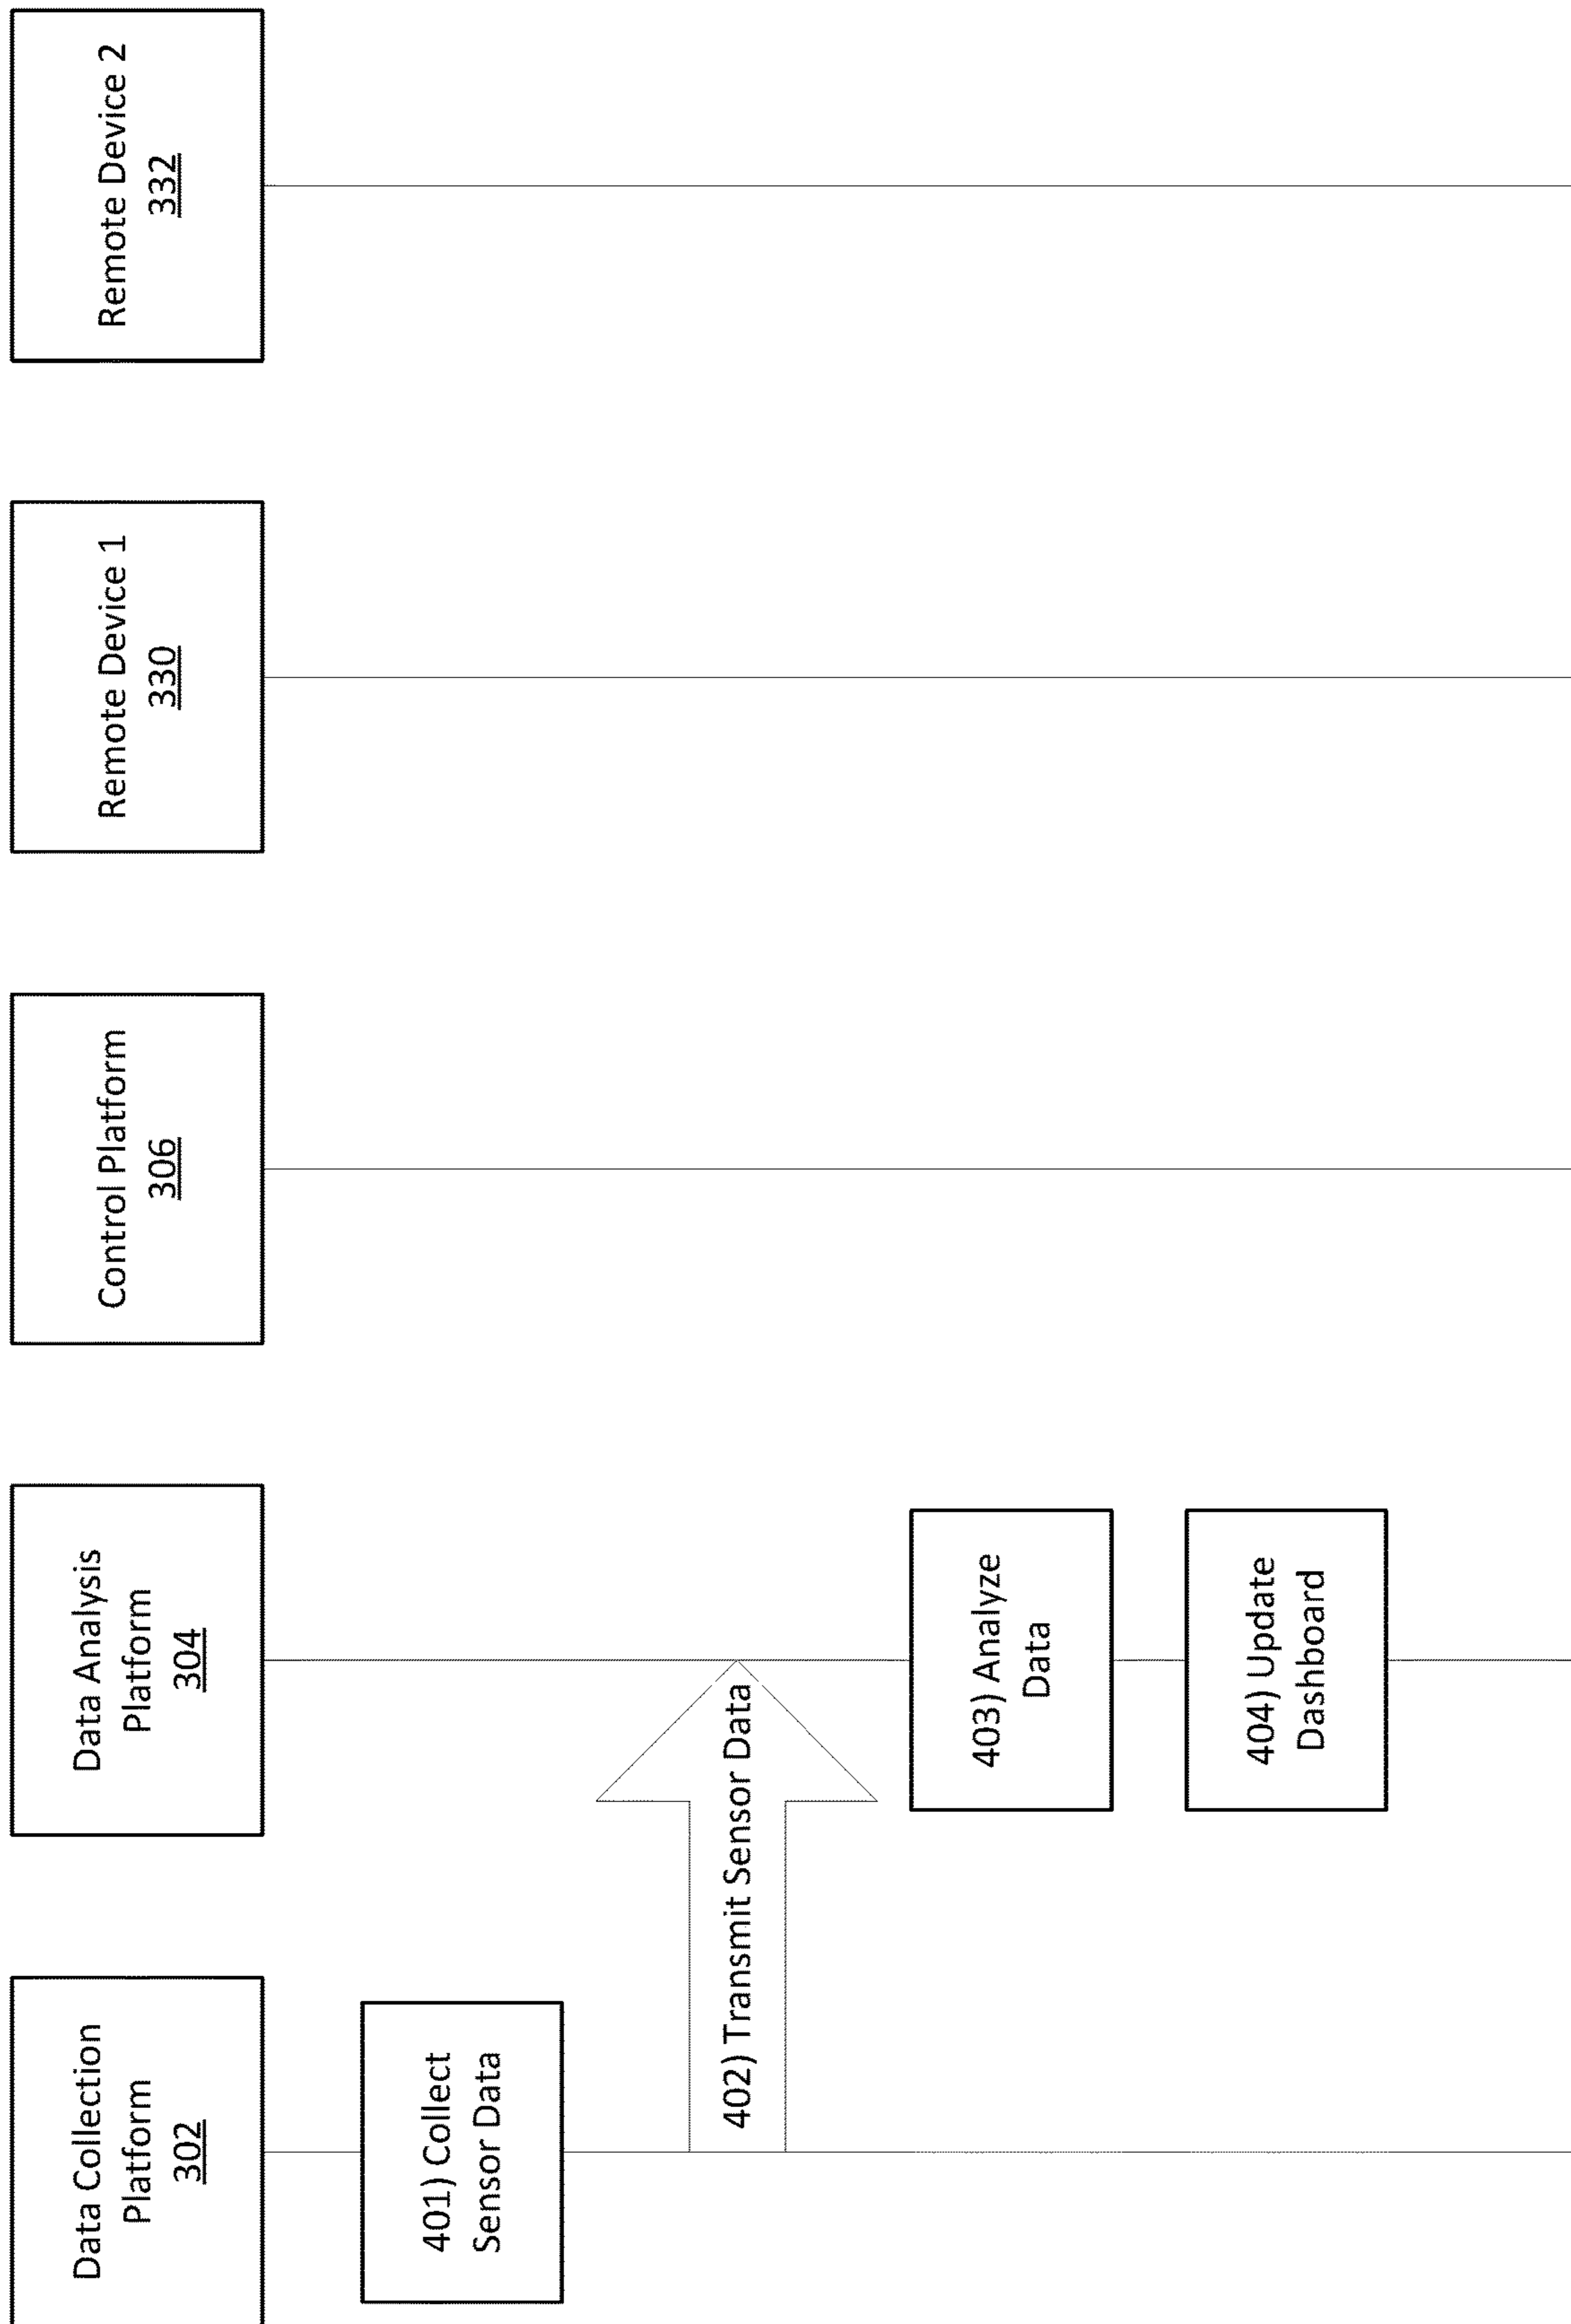 Data Collection
Platform
302
Data Analysis
Platform
304
Control Platform
306
Remote Device 1
330
Remote Device 2
332
401) Collect
Sensor Data
402) Transmit Sensor Data
403) Analyze
Data
404) Update
Dashboard